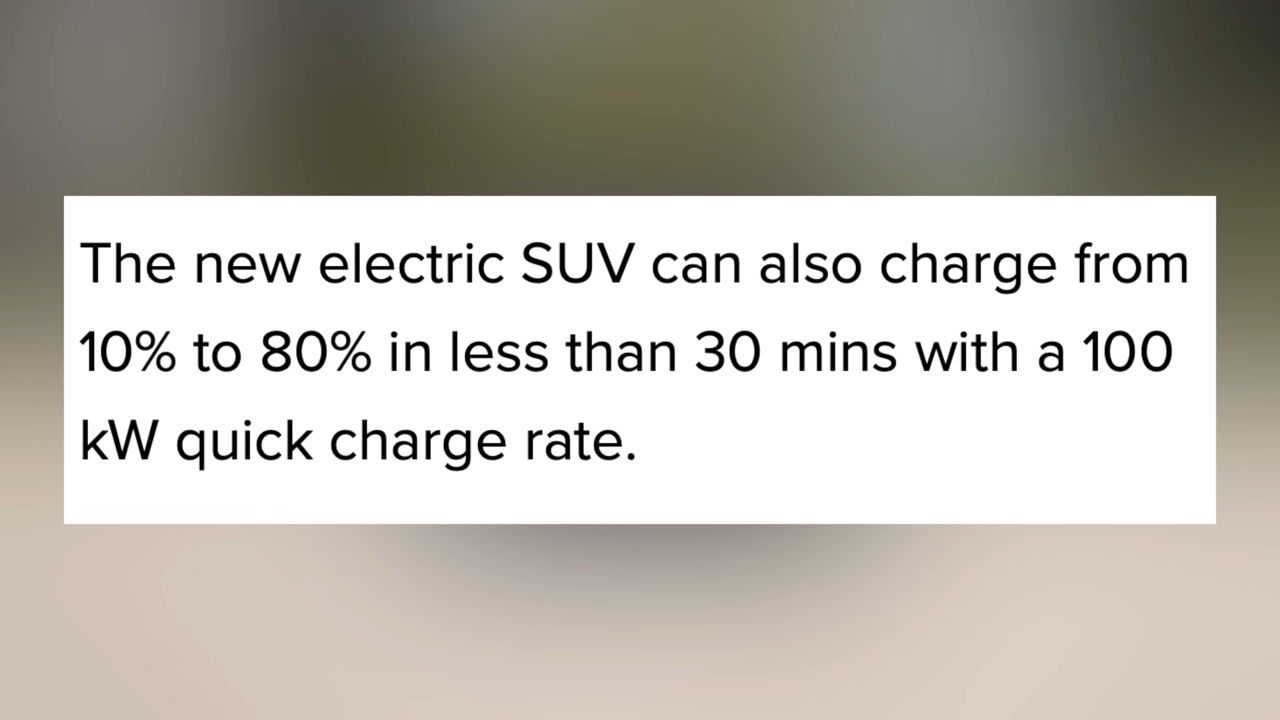 The new electric SUV can also charge from
10% to 80% in less than 30 mins with a 100
kW quick charge rate.